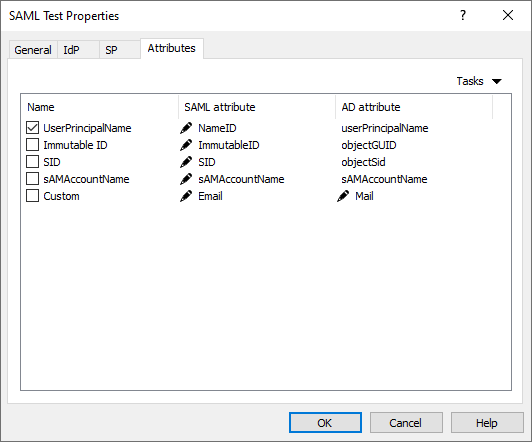 SAML Test Properties ?
General IdP SP Attributes
Tasks
Name SAML attribute AD attribute
UserPrincipalName NameID userPrincipalName
Immutable ID ImmutableID objectGUID
SID SID objectSid
sAMAccountName sAMAccountName sAMAccountName
Custom Email Mail
OK Cancel Help